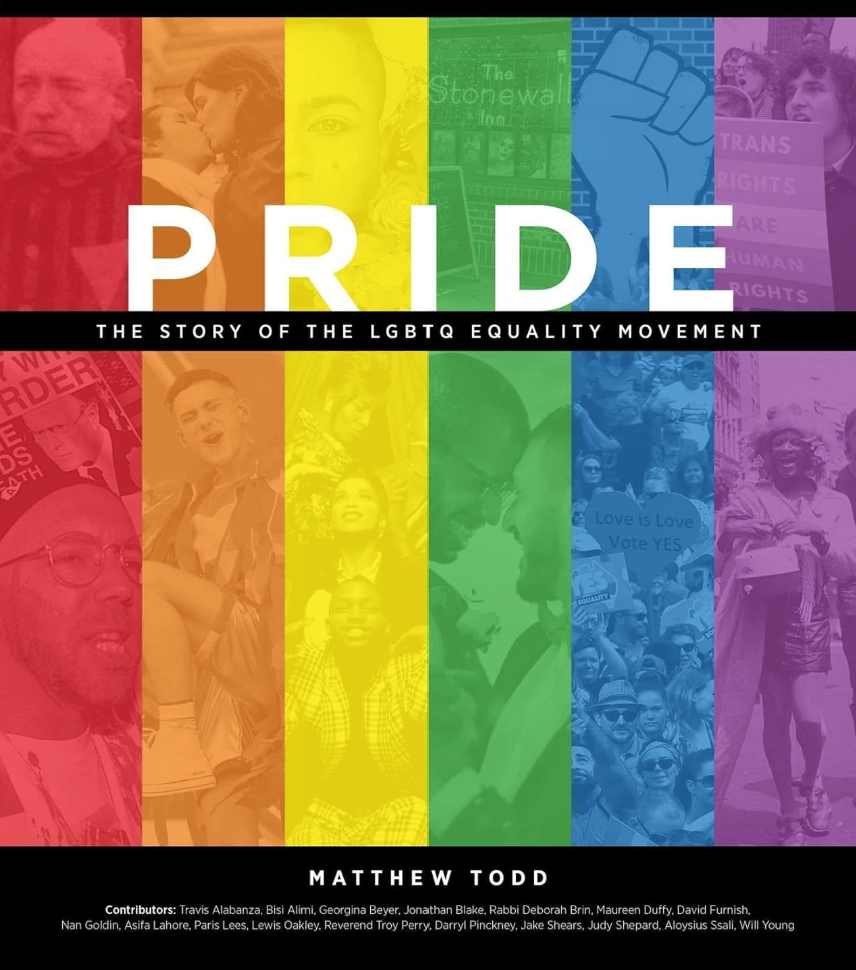 The
Stonewall
Inn
TRANS
RIGHTS
ARE
HUMAN
RIGHTS
PRIDE
THE STORY OF THE LGBTQ EQUALITY MOVEMENT
Love is Love
Vote YES
YES
EQUALITY
MATTHEW TODD
Contributors: Travis Alabanza, Bisi Alimi, Georgina Beyer, Jonathan Blake, Rabbi Deborah Brin, Maureen Duffy, David Furnish,
Nan Goldin, Asifa Lahore, Paris Lees, Lewis Oakley, Reverend Troy Perry, Darryl Pinckney, Jake Shears, Judy Shepard, Aloysius Ssali, Will Young